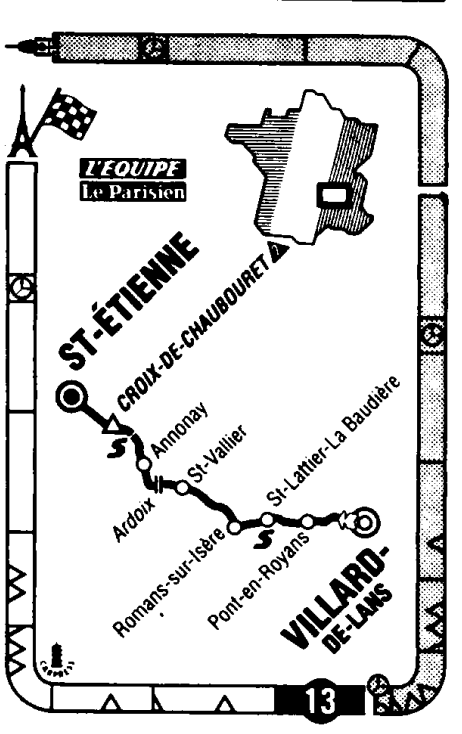 L'EQUIPE
Le Parisien
ST-ÉTIENNE
CROIX-DE-CHAUBOURET 2
S
Annonay
Ardoix
St-Vallier
Romans-sur-Isère
St-Lattier-La Baudière
S
Pont-en-Royans
VILLARD-
DE-LANS
13